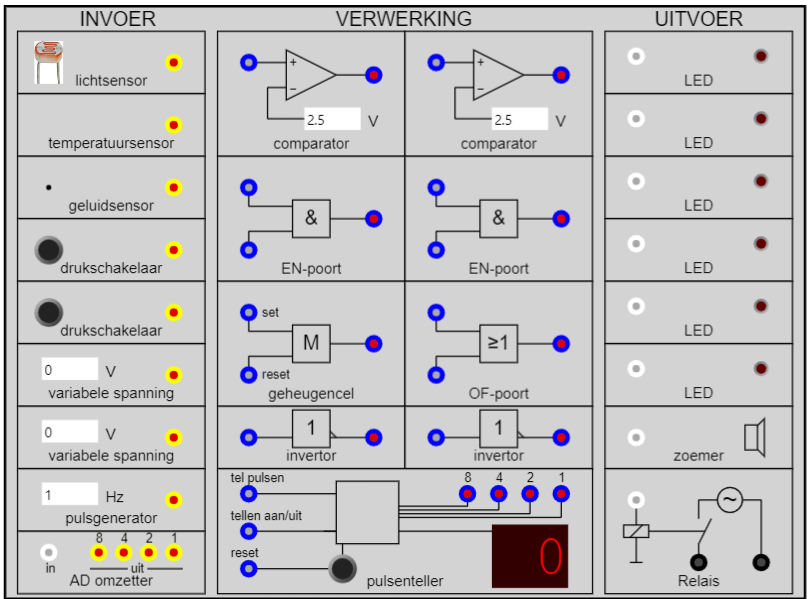 INVOER
VERWERKING
UITVOER
lichtsensor
temperatuursensor
geluidsensor
drukschakelaar
drukschakelaar
0 V
variabele spanning
0 V
variabele spanning
1 Hz
pulsgenerator
8 4 2 1
in
uit
AD omzetter
+
−
2.5 V
comparator
+
−
2.5 V
comparator
&
EN-poort
&
EN-poort
set
M
reset
geheugencel
≥1
OF-poort
1
invertor
1
invertor
tel pulsen
8 4 2 1
tellen aan/uit
reset
0
pulsenteller
LED
LED
LED
LED
LED
LED
zoemer
~
Relais